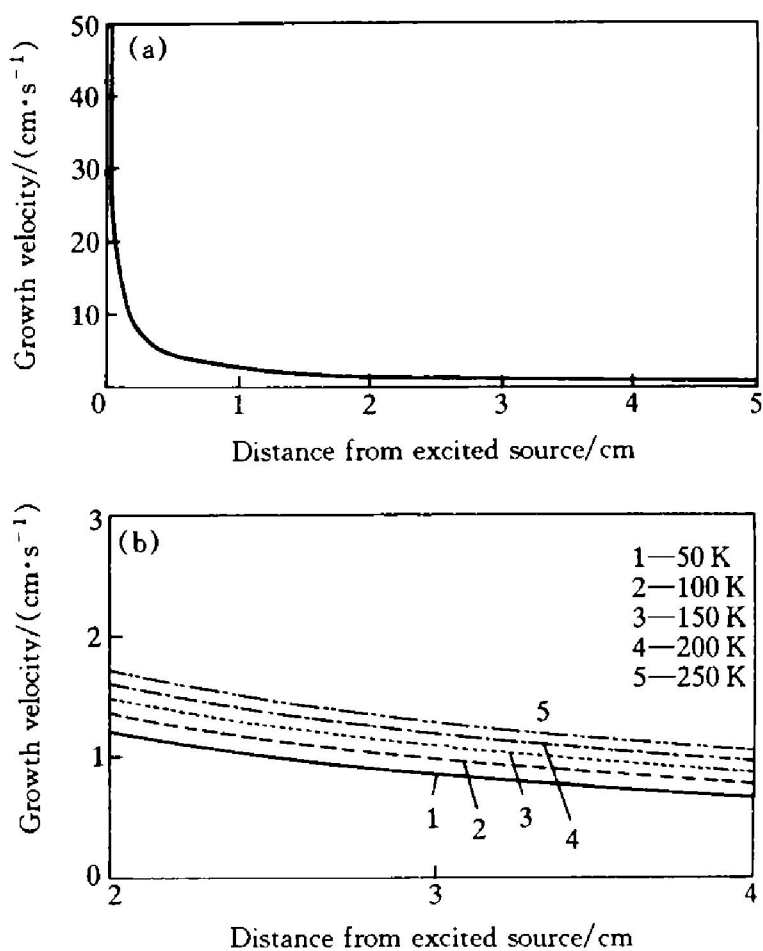 (a)
Growth velocity/(cm·s⁻¹)
50
40
30
20
10
0 1 2 3 4 5
Distance from excited source/cm
(b)
Growth velocity/(cm·s⁻¹)
3
2
1
0
1—50 K
2—100 K
3—150 K
4—200 K
5—250 K
5
1 2 3 4
2 3 4
Distance from excited source/cm